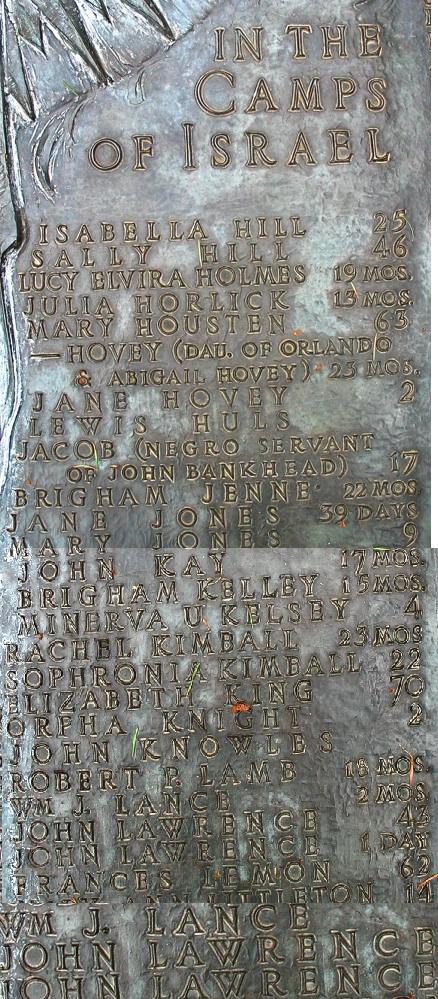 IN THE
CAMPS
OF ISRAEL
ISABELLA HILL 25
SALLY HILL 46
LUCY ELVIRA HOLMES 19 MOS.
JULIA HORLICK 13 MOS.
MARY HOUSTEN 63
— HOVEY (DAU. OF ORLANDO
& ABIGAIL HOVEY) 23 MOS.
JANE HOVEY 2
LEWIS HULS
JACOB (NEGRO SERVANT
OF JOHN BANKHEAD) 17
BRIGHAM JENNE 22 MOS.
JANE JONES 39 DAYS
MARY JONES 9
JOHN KAY 17 MOS.
BRIGHAM KELLEY 15 MOS.
MINERVA U KELSEY 4
RACHEL KIMBALL 23 MOS
SOPHRONIA KIMBALL 22
ELIZABETH KING 70
ORPHA KNIGHT 2
JOHN KNOWLES
ROBERT P. LAMB 18 MOS.
WM J. LANCE 2 MOS.
JOHN LAWRENCE 43
JOHN LAWRENCE 1 DAY
FRANCES LEMON 62
ANN LITTLETON 14
WM J. LANCE
JOHN LAWRENCE
JOHN LAWRENCE